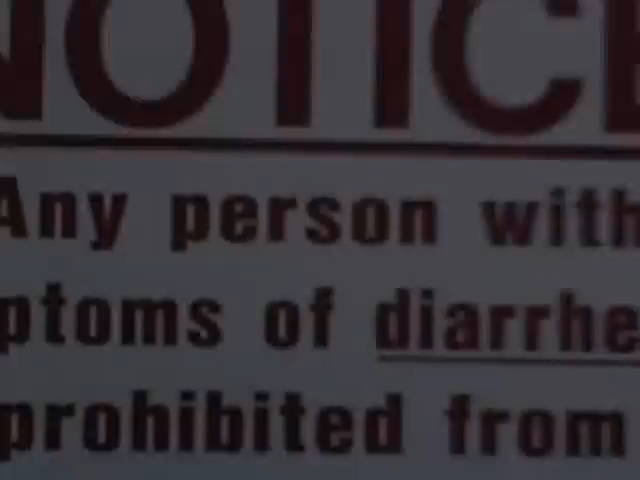 NOTICE
Any person with
ptoms of diarrhe
prohibited from